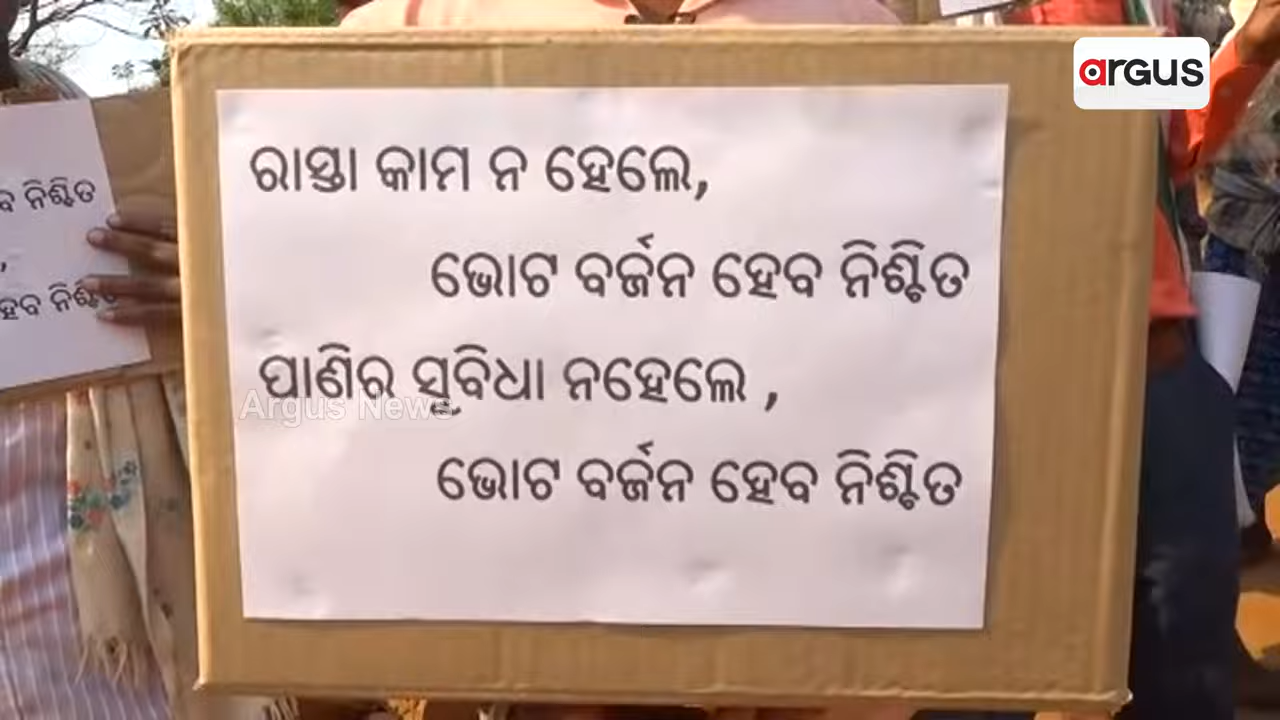 argus
ରାସ୍ତା କାମ ନ ହେଲେ,
ଭୋଟ ବର୍ଜନ ହେବ ନିଶ୍ଚିତ
ପାଣିର ସୁବିଧା ନହେଲେ ,
ଭୋଟ ବର୍ଜନ ହେବ ନିଶ୍ଚିତ
Argus News
ନିଶ୍ଚିତ
ହେବ ନିଶ୍ଚିତ